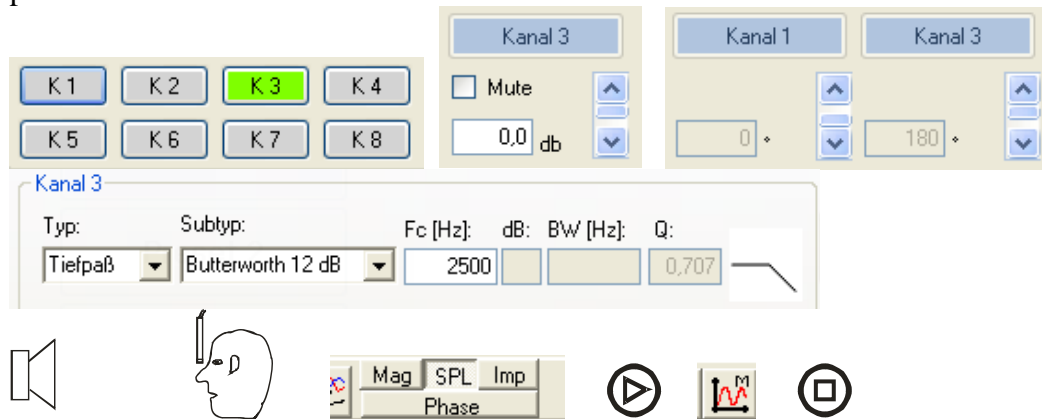 Kanal 3
Kanal 1 Kanal 3
K 1 K 2 K 3 K 4
Mute
K 5 K 6 K 7 K 8
0,0 db
0 ° 180 °
Kanal 3
Typ: Subtyp: Fc [Hz]: dB: BW [Hz]: Q:
Tiefpaß Butterworth 12 dB 2500 0,707
Mag SPL Imp
Phase
M